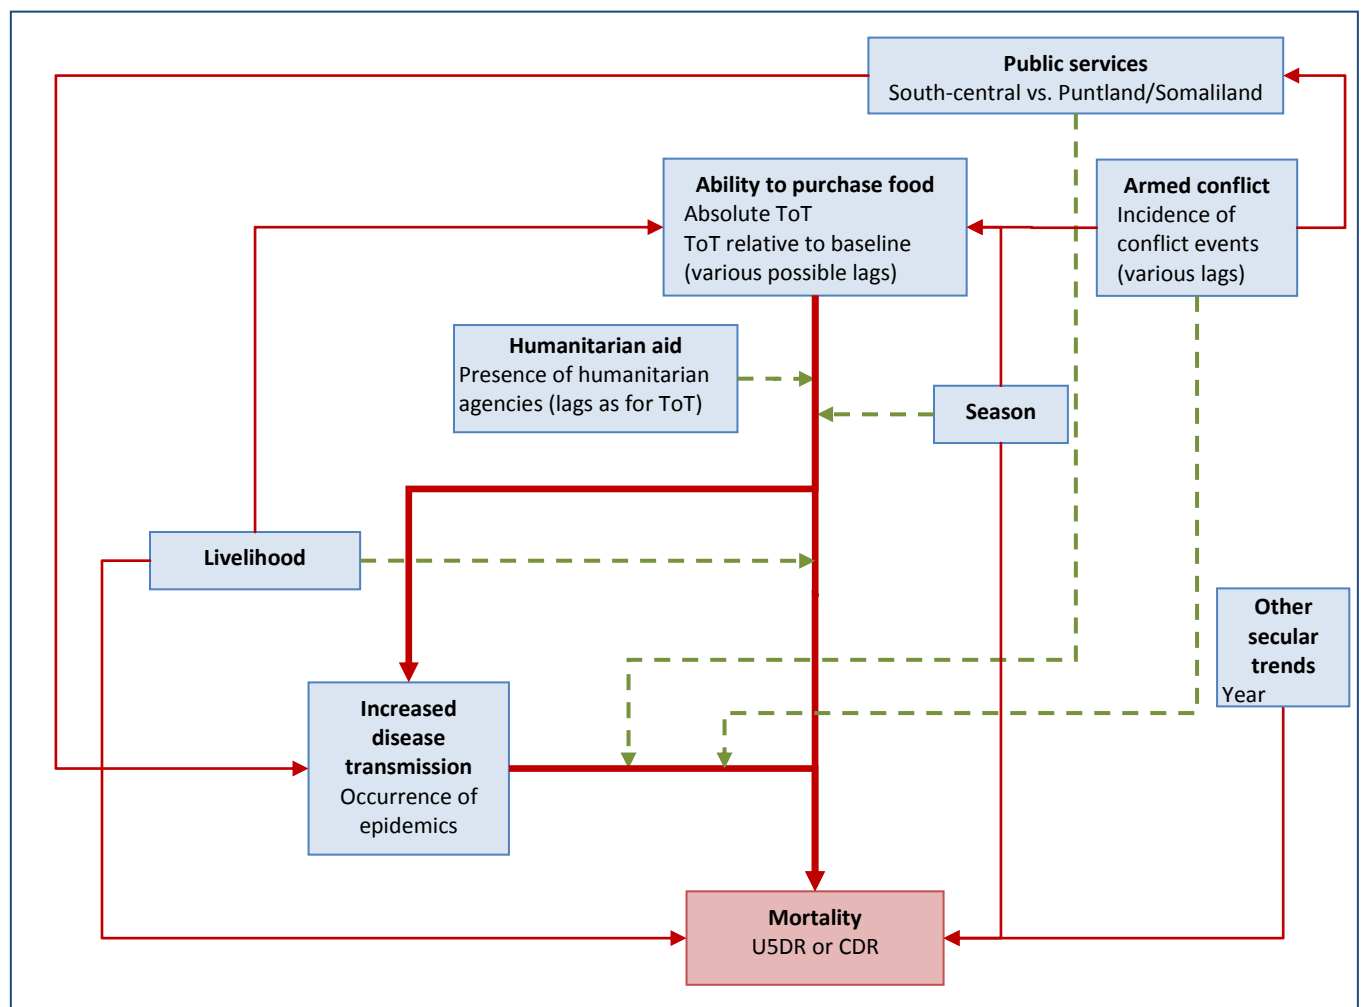 Public services
South-central vs. Puntland/Somaliland
Ability to purchase food
Absolute ToT
ToT relative to baseline
(various possible lags)
Armed conflict
Incidence of
conflict events
(various lags)
Humanitarian aid
Presence of humanitarian
agencies (lags as for ToT)
Season
Livelihood
Other
secular
trends
Year
Increased
disease
transmission
Occurrence of
epidemics
Mortality
U5DR or CDR